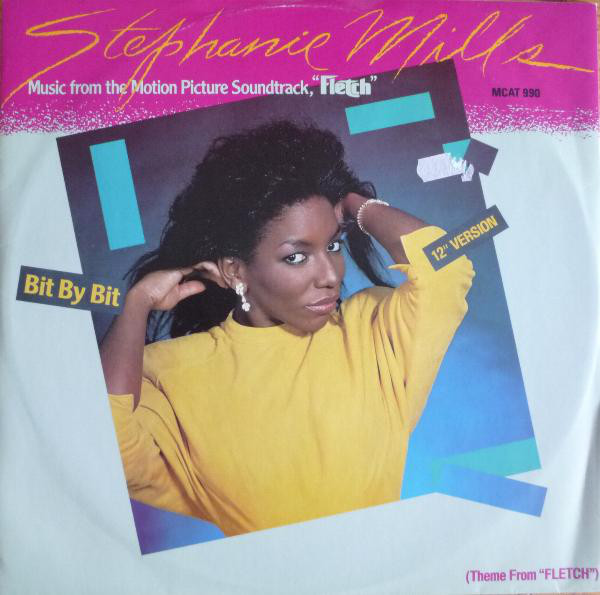 Stephanie Mills
Music from the Motion Picture Soundtrack, "Fletch"
MCAT 990
12" VERSION
Bit By Bit
(Theme From "FLETCH")